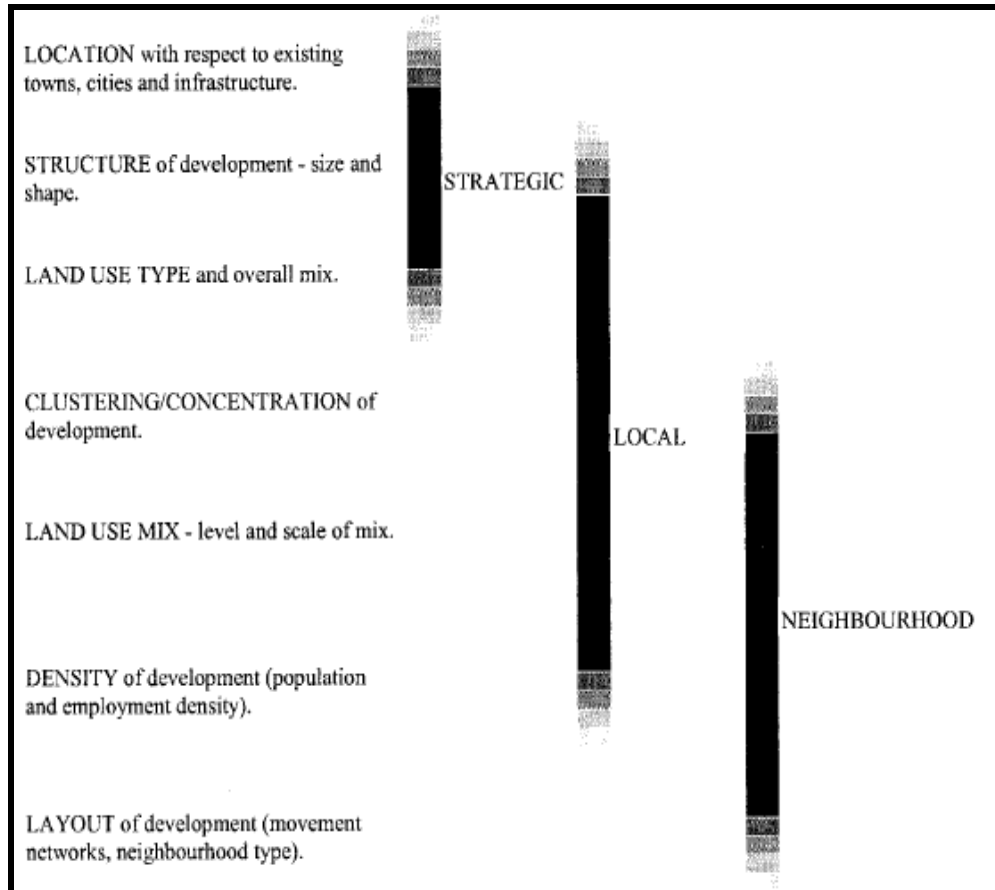 LOCATION with respect to existing
towns, cities and infrastructure.
STRUCTURE of development - size and
shape.
STRATEGIC
LAND USE TYPE and overall mix.
CLUSTERING/CONCENTRATION of
development.
LOCAL
LAND USE MIX - level and scale of mix.
NEIGHBOURHOOD
DENSITY of development (population
and employment density).
LAYOUT of development (movement
networks, neighbourhood type).